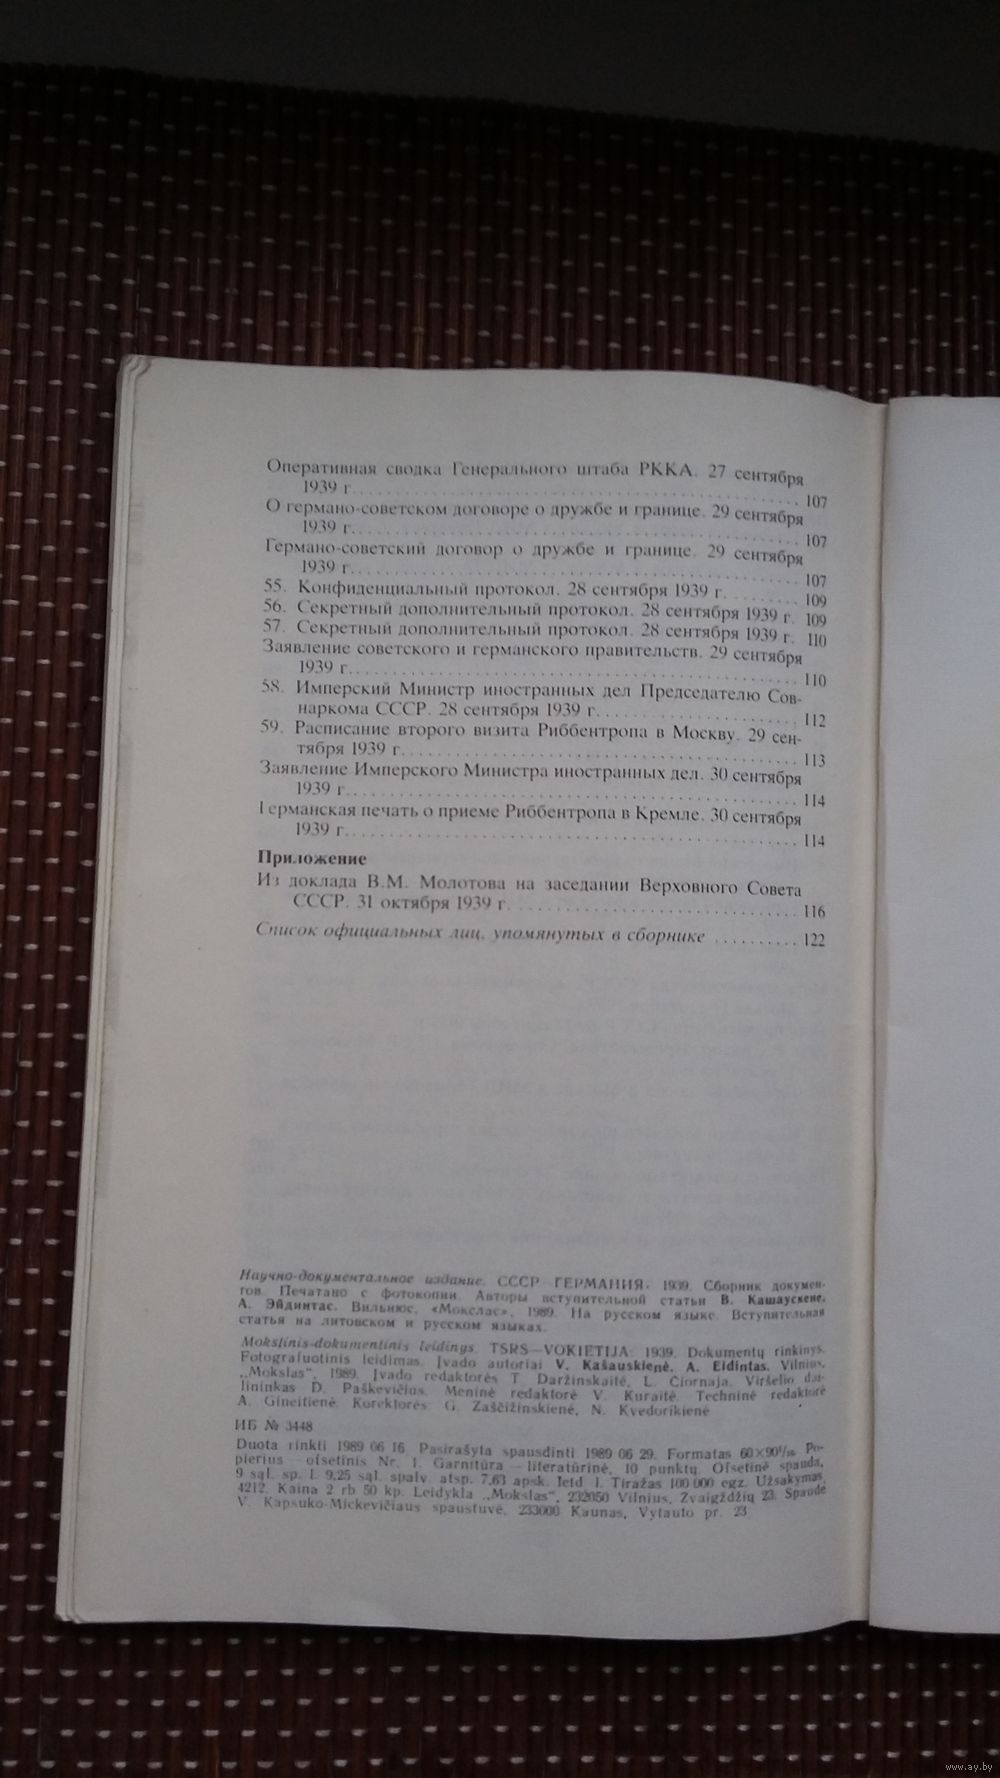 Оперативная сводка Генерального штаба РККА. 27 сентября
1939 г. . . . . . . . . . . . . . . . . . . . 107
О германо-советском договоре о дружбе и границе. 29 сентября
1939 г. . . . . . . . . . . . . . . . . . . . 107
Германо-советский договор о дружбе и границе. 29 сентября
1939 г. . . . . . . . . . . . . . . . . . . . 107
55. Конфиденциальный протокол. 28 сентября 1939 г. . . . . . . . . 109
56. Секретный дополнительный протокол. 28 сентября 1939 г. 109
57. Секретный дополнительный протокол. 28 сентября 1939 г. 110
Заявление советского и германского правительств. 29 сентября
1939 г. . . . . . . . . . . . . . . . . . . . 110
58. Имперский Министр иностранных дел Председателю Сов-
наркома СССР. 28 сентября 1939 г. . . . . . . . . . . . 112
59. Расписание второго визита Риббентропа в Москву. 29 сен-
тября 1939 г. . . . . . . . . . . . . . . . . . . . 113
Заявление Имперского Министра иностранных дел. 30 сентября
1939 г. . . . . . . . . . . . . . . . . . . . 114
Германская печать о приеме Риббентропа в Кремле. 30 сентября
1939 г. . . . . . . . . . . . . . . . . . . . 114
Приложение
Из доклада В.М. Молотова на заседании Верховного Совета
СССР. 31 октября 1939 г. . . . . . . . . . . . . . . . 116
Список официальных лиц, упомянутых в сборнике . . . . . . . . . . 122
Научно-документальное издание. СССР—ГЕРМАНИЯ: 1939. Сборник докумен-
тов. Печатано с фотокопии. Авторы вступительной статьи В. Кашаускене,
А. Эйдинтас. Вильнюс, «Мокслас», 1989. На русском языке. Вступительная
статья на литовском и русском языках.
Mokslinis-dokumentinis leidinys. TSRS—VOKIETIJA: 1939. Dokumentų rinkinys.
Fotografuotinis leidimas. Įvado autoriai V. Kašauskienė, A. Eidintas. Vilnius,
„Mokslas“, 1989. Įvado redaktorės T. Daržinskaitė, L. Čiornaja. Viršelio dai-
lininkas D. Paškevičius. Meninė redaktorė V. Kuraitė. Techninė redaktorė
A. Gineitienė. Korektorės: G. Zaščižinskienė, N. Kvedorikienė
ИБ № 3448
Duota rinkti 1989 06 16. Pasirašyta spausdinti 1989 06 29. Formatas 60×90¹/₁₆. Po-
pierius — ofsetinis Nr. 1. Garnitūra — literatūrinė, 10 punktų. Ofsetinė spauda.
9 sąl. sp. l. 9,25 sąl. spalv. atsp. 7,63 apsk. leid. l. Tiražas 100 000 egz. Užsakymas
4212. Kaina 2 rb 50 kp. Leidykla „Mokslas“, 232050 Vilnius, Žvaigždžių 23. Spaudė
V. Kapsuko-Mickevičiaus spaustuvė, 233000 Kaunas, Vytauto pr. 23
www.ay.by